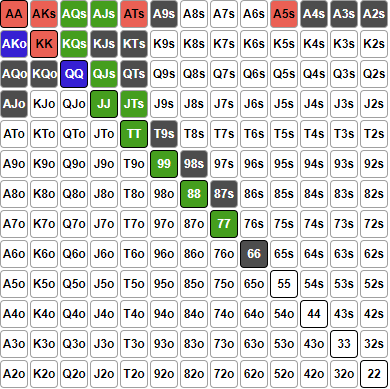 AA AKs AQs AJs ATs A9s A8s A7s A6s A5s A4s A3s A2s
AKo KK KQs KJs KTs K9s K8s K7s K6s K5s K4s K3s K2s
AQo KQo QQ QJs QTs Q9s Q8s Q7s Q6s Q5s Q4s Q3s Q2s
AJo KJo QJo JJ JTs J9s J8s J7s J6s J5s J4s J3s J2s
ATo KTo QTo JTo TT T9s T8s T7s T6s T5s T4s T3s T2s
A9o K9o Q9o J9o T9o 99 98s 97s 96s 95s 94s 93s 92s
A8o K8o Q8o J8o T8o 98o 88 87s 86s 85s 84s 83s 82s
A7o K7o Q7o J7o T7o 97o 87o 77 76s 75s 74s 73s 72s
A6o K6o Q6o J6o T6o 96o 86o 76o 66 65s 64s 63s 62s
A5o K5o Q5o J5o T5o 95o 85o 75o 65o 55 54s 53s 52s
A4o K4o Q4o J4o T4o 94o 84o 74o 64o 54o 44 43s 42s
A3o K3o Q3o J3o T3o 93o 83o 73o 63o 53o 43o 33 32s
A2o K2o Q2o J2o T2o 92o 82o 72o 62o 52o 42o 32o 22